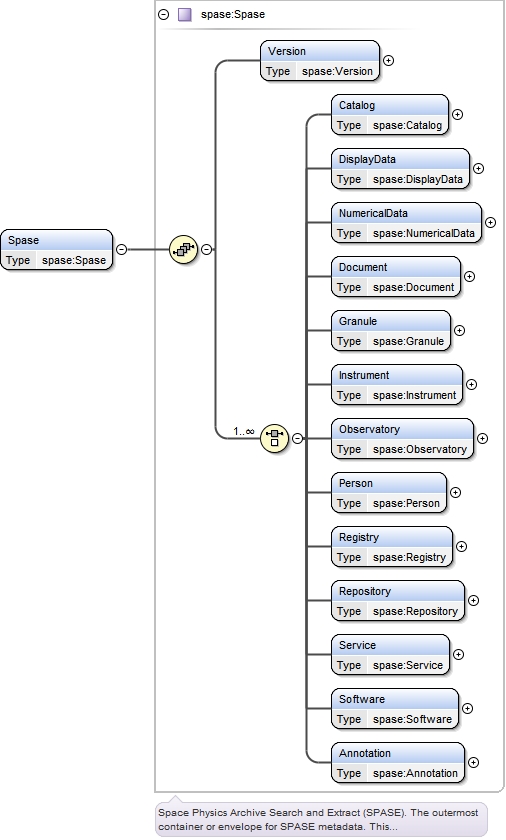 spase:Spase
Version
Type spase:Version
Catalog
Type spase:Catalog
DisplayData
Type spase:DisplayData
NumericalData
Type spase:NumericalData
Spase
Type spase:Spase
Document
Type spase:Document
Granule
Type spase:Granule
Instrument
Type spase:Instrument
1..∞
Observatory
Type spase:Observatory
Person
Type spase:Person
Registry
Type spase:Registry
Repository
Type spase:Repository
Service
Type spase:Service
Software
Type spase:Software
Annotation
Type spase:Annotation
Space Physics Archive Search and Extract (SPASE). The outermost
container or envelope for SPASE metadata. This...